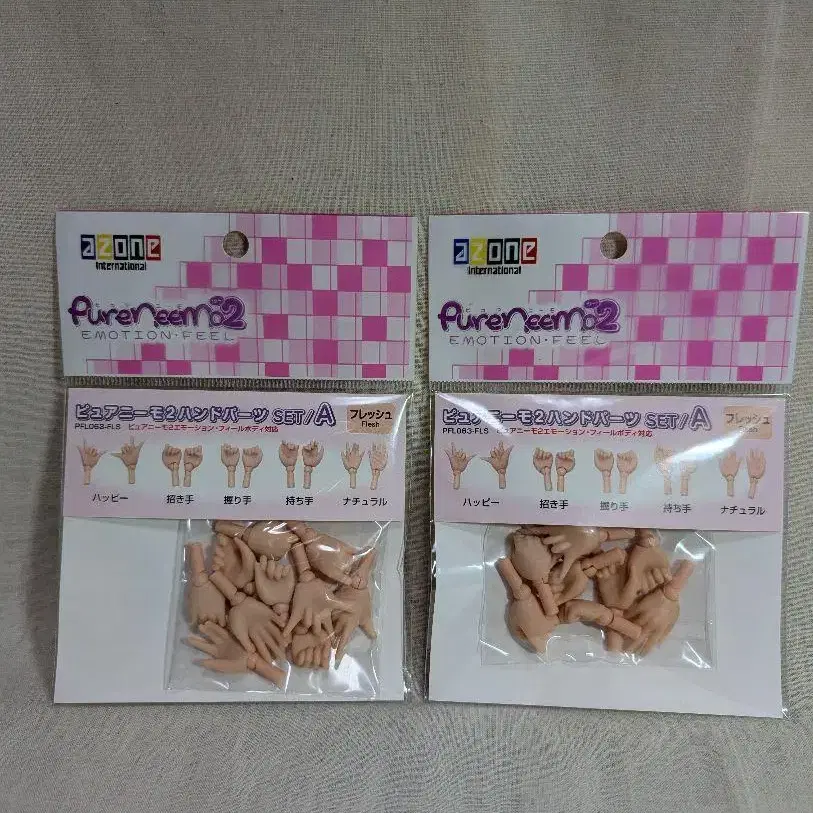 azone
international
PureNeemo2
EMOTION・FEEL
ピュアニーモ2ハンドパーツ SET/A
フレッシュ
Flesh
PFL063-FLS ピュアニーモ2エモーション・フィールボディ対応
ハッピー 招き手 握り手 持ち手 ナチュラル
azone
international
PureNeemo2
EMOTION・FEEL
ピュアニーモ2ハンドパーツ SET/A
フレッシュ
Flesh
PFL063-FLS ピュアニーモ2エモーション・フィールボディ対応
ハッピー 招き手 握り手 持ち手 ナチュラル